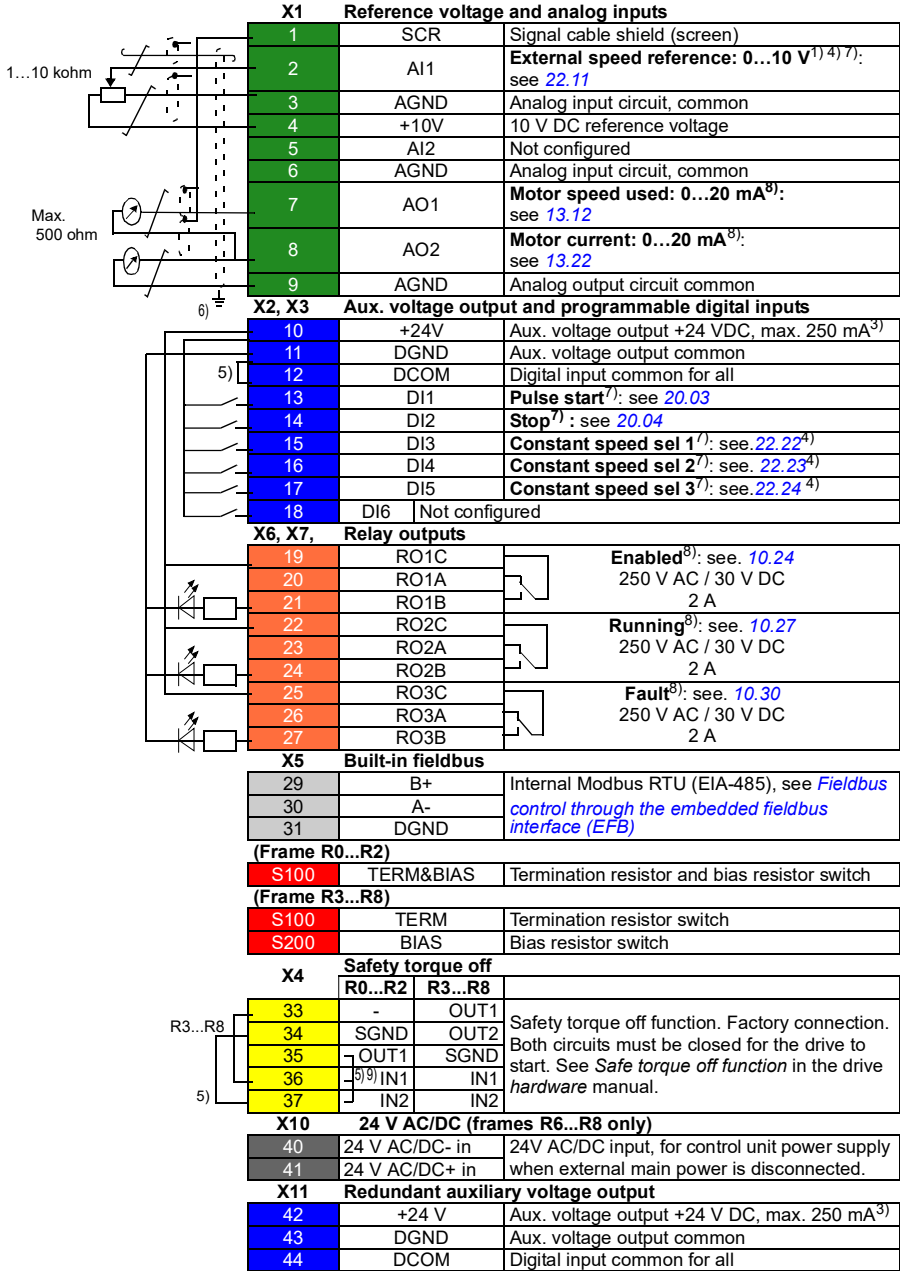 X1 Reference voltage and analog inputs
1 SCR Signal cable shield (screen)
1…10 kohm
2 AI1 External speed reference: 0…10 V1) 4) 7):
see 22.11
3 AGND Analog input circuit, common
4 +10V 10 V DC reference voltage
5 AI2 Not configured
6 AGND Analog input circuit, common
Max.
500 ohm
7 AO1 Motor speed used: 0…20 mA8):
see 13.12
8 AO2 Motor current: 0…20 mA8):
see 13.22
9 AGND Analog output circuit common
6)
X2, X3 Aux. voltage output and programmable digital inputs
10 +24V Aux. voltage output +24 VDC, max. 250 mA3)
11 DGND Aux. voltage output common
5)
12 DCOM Digital input common for all
13 DI1 Pulse start7): see 20.03
14 DI2 Stop7) : see 20.04
15 DI3 Constant speed sel 17): see.22.224)
16 DI4 Constant speed sel 27): see. 22.234)
17 DI5 Constant speed sel 37): see.22.24 4)
18 DI6 Not configured
X6, X7, Relay outputs
19 RO1C Enabled8): see. 10.24
20 RO1A 250 V AC / 30 V DC
21 RO1B 2 A
22 RO2C Running8): see. 10.27
23 RO2A 250 V AC / 30 V DC
24 RO2B 2 A
25 RO3C Fault8): see. 10.30
26 RO3A 250 V AC / 30 V DC
27 RO3B 2 A
X5 Built-in fieldbus
29 B+ Internal Modbus RTU (EIA-485), see Fieldbus
30 A- control through the embedded fieldbus
31 DGND interface (EFB)
(Frame R0...R2)
S100 TERM&BIAS Termination resistor and bias resistor switch
(Frame R3...R8)
S100 TERM Termination resistor switch
S200 BIAS Bias resistor switch
X4 Safety torque off
R0...R2 R3...R8
33 - OUT1 Safety torque off function. Factory connection.
R3...R8
34 SGND OUT2 Both circuits must be closed for the drive to
35 OUT1 SGND start. See Safe torque off function in the drive
36 5) 9) IN1 IN1 hardware manual.
5)
37 IN2 IN2
X10 24 V AC/DC (frames R6...R8 only)
40 24 V AC/DC- in 24V AC/DC input, for control unit power supply
41 24 V AC/DC+ in when external main power is disconnected.
X11 Redundant auxiliary voltage output
42 +24 V Aux. voltage output +24 V DC, max. 250 mA3)
43 DGND Aux. voltage output common
44 DCOM Digital input common for all